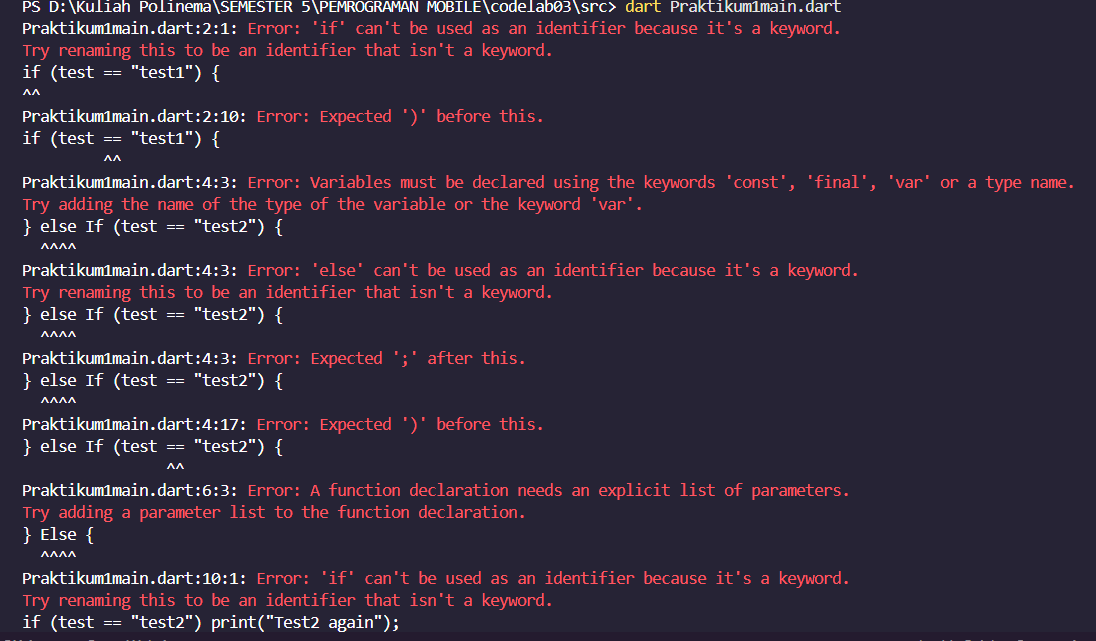 PS D:\Kuliah Polinema\SEMESTER 5\PEMROGRAMAN MOBILE\codelab03\src> dart Praktikum1main.dart
Praktikum1main.dart:2:1: Error: 'if' can't be used as an identifier because it's a keyword.
Try renaming this to be an identifier that isn't a keyword.
if (test == "test1") {
^^
Praktikum1main.dart:2:10: Error: Expected ')' before this.
if (test == "test1") {
         ^^
Praktikum1main.dart:4:3: Error: Variables must be declared using the keywords 'const', 'final', 'var' or a type name.
Try adding the name of the type of the variable or the keyword 'var'.
} else If (test == "test2") {
  ^^^^
Praktikum1main.dart:4:3: Error: 'else' can't be used as an identifier because it's a keyword.
Try renaming this to be an identifier that isn't a keyword.
} else If (test == "test2") {
  ^^^^
Praktikum1main.dart:4:3: Error: Expected ';' after this.
} else If (test == "test2") {
  ^^^^
Praktikum1main.dart:4:17: Error: Expected ')' before this.
} else If (test == "test2") {
                ^^
Praktikum1main.dart:6:3: Error: A function declaration needs an explicit list of parameters.
Try adding a parameter list to the function declaration.
} Else {
  ^^^^
Praktikum1main.dart:10:1: Error: 'if' can't be used as an identifier because it's a keyword.
Try renaming this to be an identifier that isn't a keyword.
if (test == "test2") print("Test2 again");